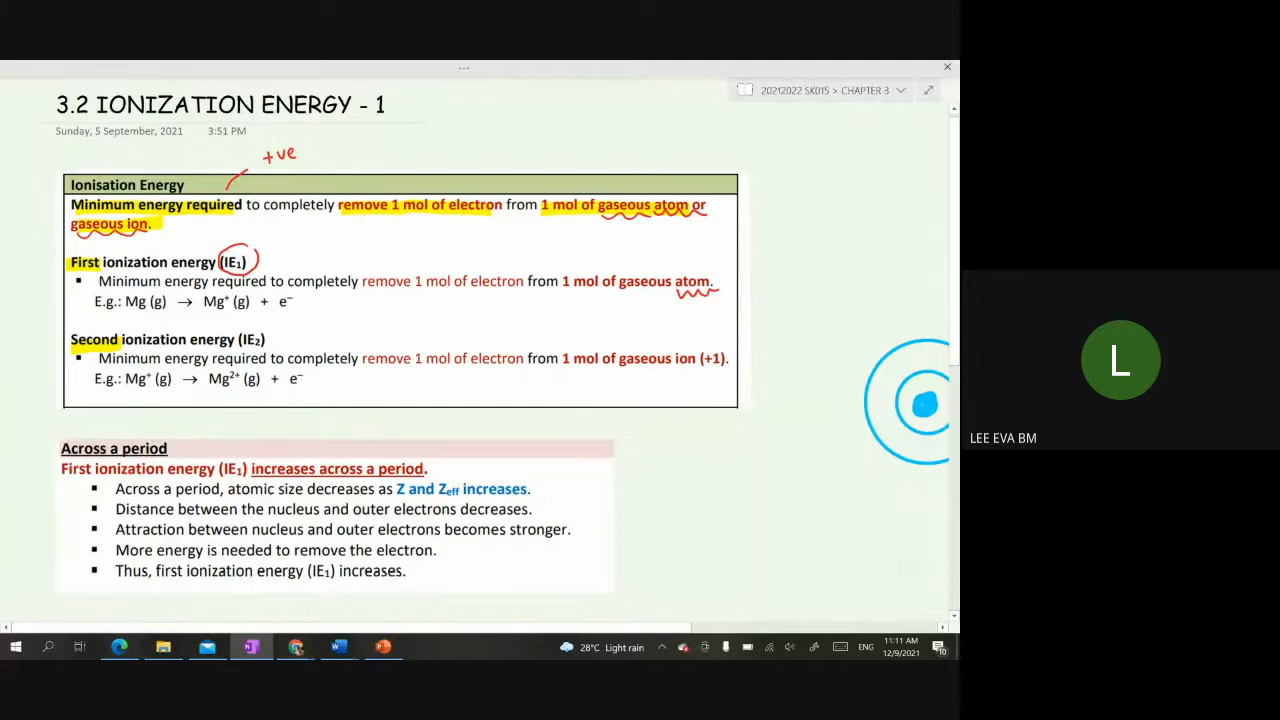 3.2 IONIZATION ENERGY - 1
20212022 SK015 > CHAPTER 3
Sunday, 5 September, 2021 3:51 PM
+ve
Ionisation Energy
Minimum energy required to completely remove 1 mol of electron from 1 mol of gaseous atom or
gaseous ion.
First ionization energy (IE₁)
▪ Minimum energy required to completely remove 1 mol of electron from 1 mol of gaseous atom.
E.g.: Mg (g) → Mg⁺ (g) + e⁻
Second ionization energy (IE₂)
▪ Minimum energy required to completely remove 1 mol of electron from 1 mol of gaseous ion (+1).
E.g.: Mg⁺ (g) → Mg²⁺ (g) + e⁻
L
LEE EVA BM
Across a period
First ionization energy (IE₁) increases across a period.
▪ Across a period, atomic size decreases as Z and Zeff increases.
▪ Distance between the nucleus and outer electrons decreases.
▪ Attraction between nucleus and outer electrons becomes stronger.
▪ More energy is needed to remove the electron.
▪ Thus, first ionization energy (IE₁) increases.
28°C Light rain
ENG
11:11 AM
12/9/2021
10